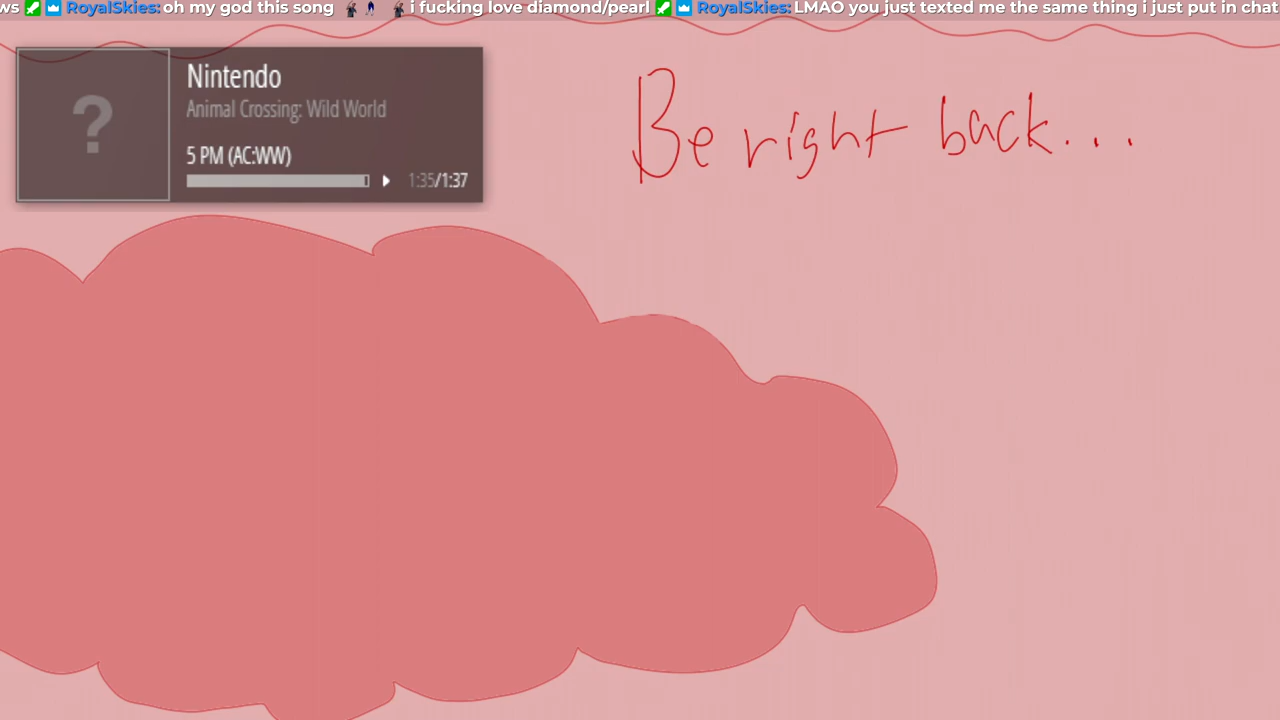 ws RoyalSkies: oh my god this song i fucking love diamond/pearl RoyalSkies: LMAO you just texted me the same thing i just put in chat
Nintendo
Animal Crossing: Wild World
5 PM (AC:WW)
1:35/1:37
?
Be right back...